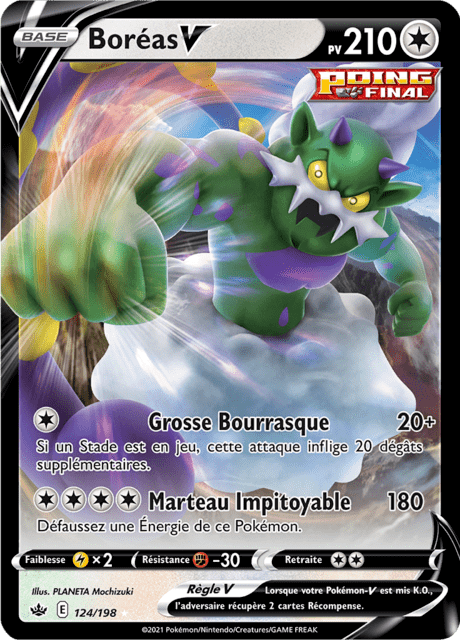 BASE Boréas V PV 210
POING FINAL
Grosse Bourrasque 20+
Si un Stade est en jeu, cette attaque inflige 20 dégâts
supplémentaires.
Marteau Impitoyable 180
Défaussez une Énergie de ce Pokémon.
Faiblesse ×2 Résistance -30 Retraite
Illus. PLANETA Mochizuki
Règle V
Lorsque votre Pokémon-V est mis K.O.,
l'adversaire récupère 2 cartes Récompense.
E 124/198
©2021 Pokémon/Nintendo/Creatures/GAME FREAK